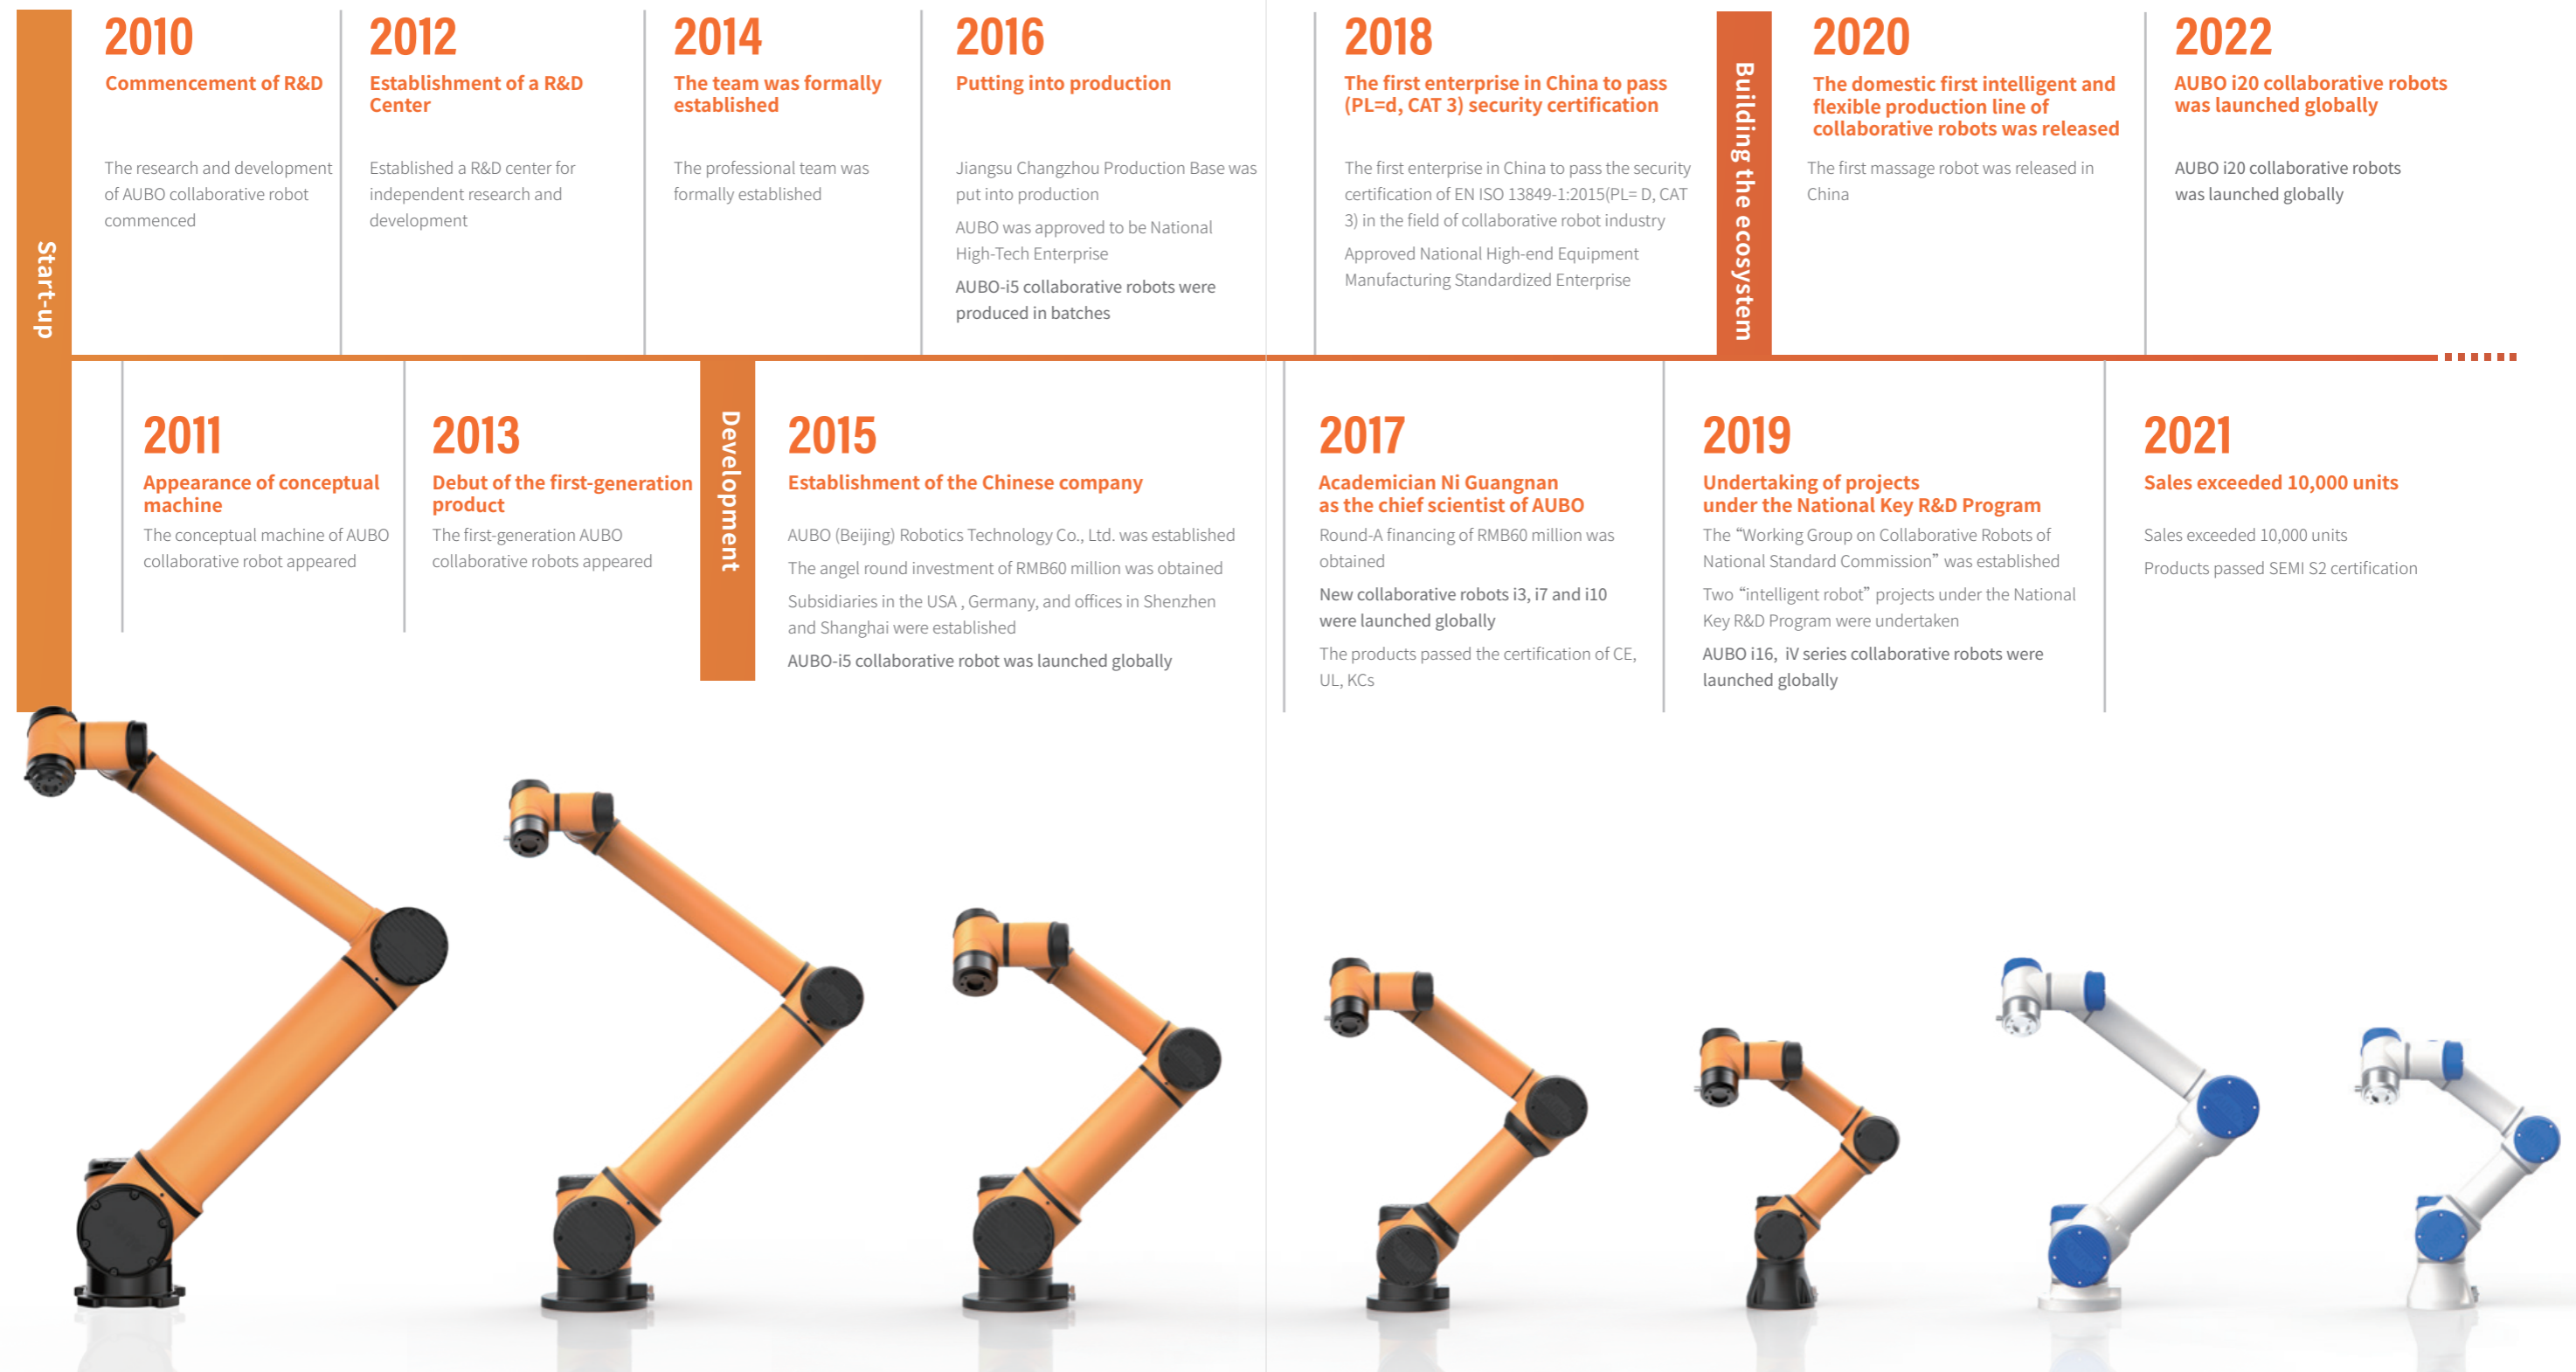 Start-up
2010
Commencement of R&D
The research and development
of AUBO collaborative robot
commenced
2012
Establishment of a R&D
Center
Established a R&D center for
independent research and
development
2014
The team was formally
established
The professional team was
formally established
2016
Putting into production
Jiangsu Changzhou Production Base was
put into production
AUBO was approved to be National
High-Tech Enterprise
AUBO-i5 collaborative robots were
produced in batches
2018
The first enterprise in China to pass
(PL=d, CAT 3) security certification
The first enterprise in China to pass the security
certification of EN ISO 13849-1:2015(PL= D, CAT
3) in the field of collaborative robot industry
Approved National High-end Equipment
Manufacturing Standardized Enterprise
Building the ecosystem
2020
The domestic first intelligent and
flexible production line of
collaborative robots was released
The first massage robot was released in
China
2022
AUBO i20 collaborative robots
was launched globally
AUBO i20 collaborative robots
was launched globally
2011
Appearance of conceptual
machine
The conceptual machine of AUBO
collaborative robot appeared
2013
Debut of the first-generation
product
The first-generation AUBO
collaborative robots appeared
Development
2015
Establishment of the Chinese company
AUBO (Beijing) Robotics Technology Co., Ltd. was established
The angel round investment of RMB60 million was obtained
Subsidiaries in the USA , Germany, and offices in Shenzhen
and Shanghai were established
AUBO-i5 collaborative robot was launched globally
2017
Academician Ni Guangnan
as the chief scientist of AUBO
Round-A financing of RMB60 million was
obtained
New collaborative robots i3, i7 and i10
were launched globally
The products passed the certification of CE,
UL, KCs
2019
Undertaking of projects
under the National Key R&D Program
The “Working Group on Collaborative Robots of
National Standard Commission” was established
Two “intelligent robot” projects under the National
Key R&D Program were undertaken
AUBO i16,  iV series collaborative robots were
launched globally
2021
Sales exceeded 10,000 units
Sales exceeded 10,000 units
Products passed SEMI S2 certification